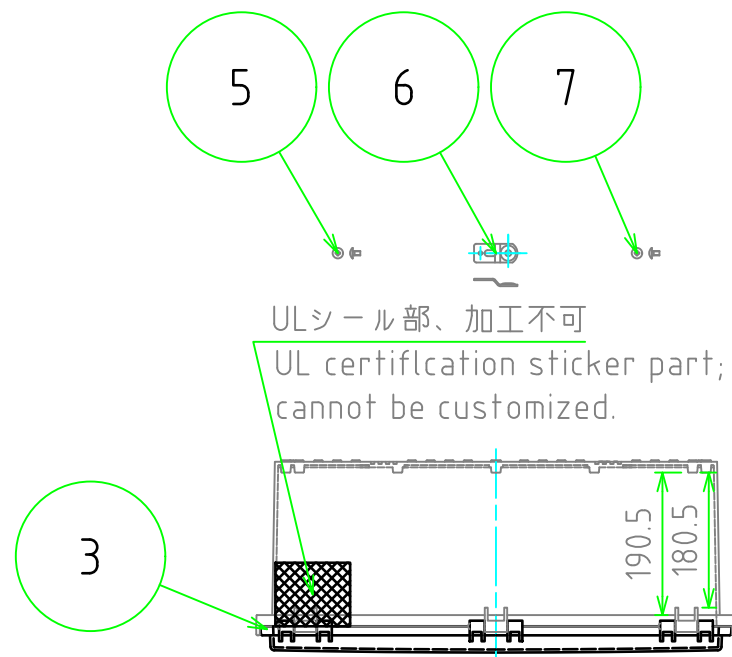 5
6
7
ULシール部、加工不可
UL certiflcation sticker part;
cannot be customized.
3
190.5
180.5